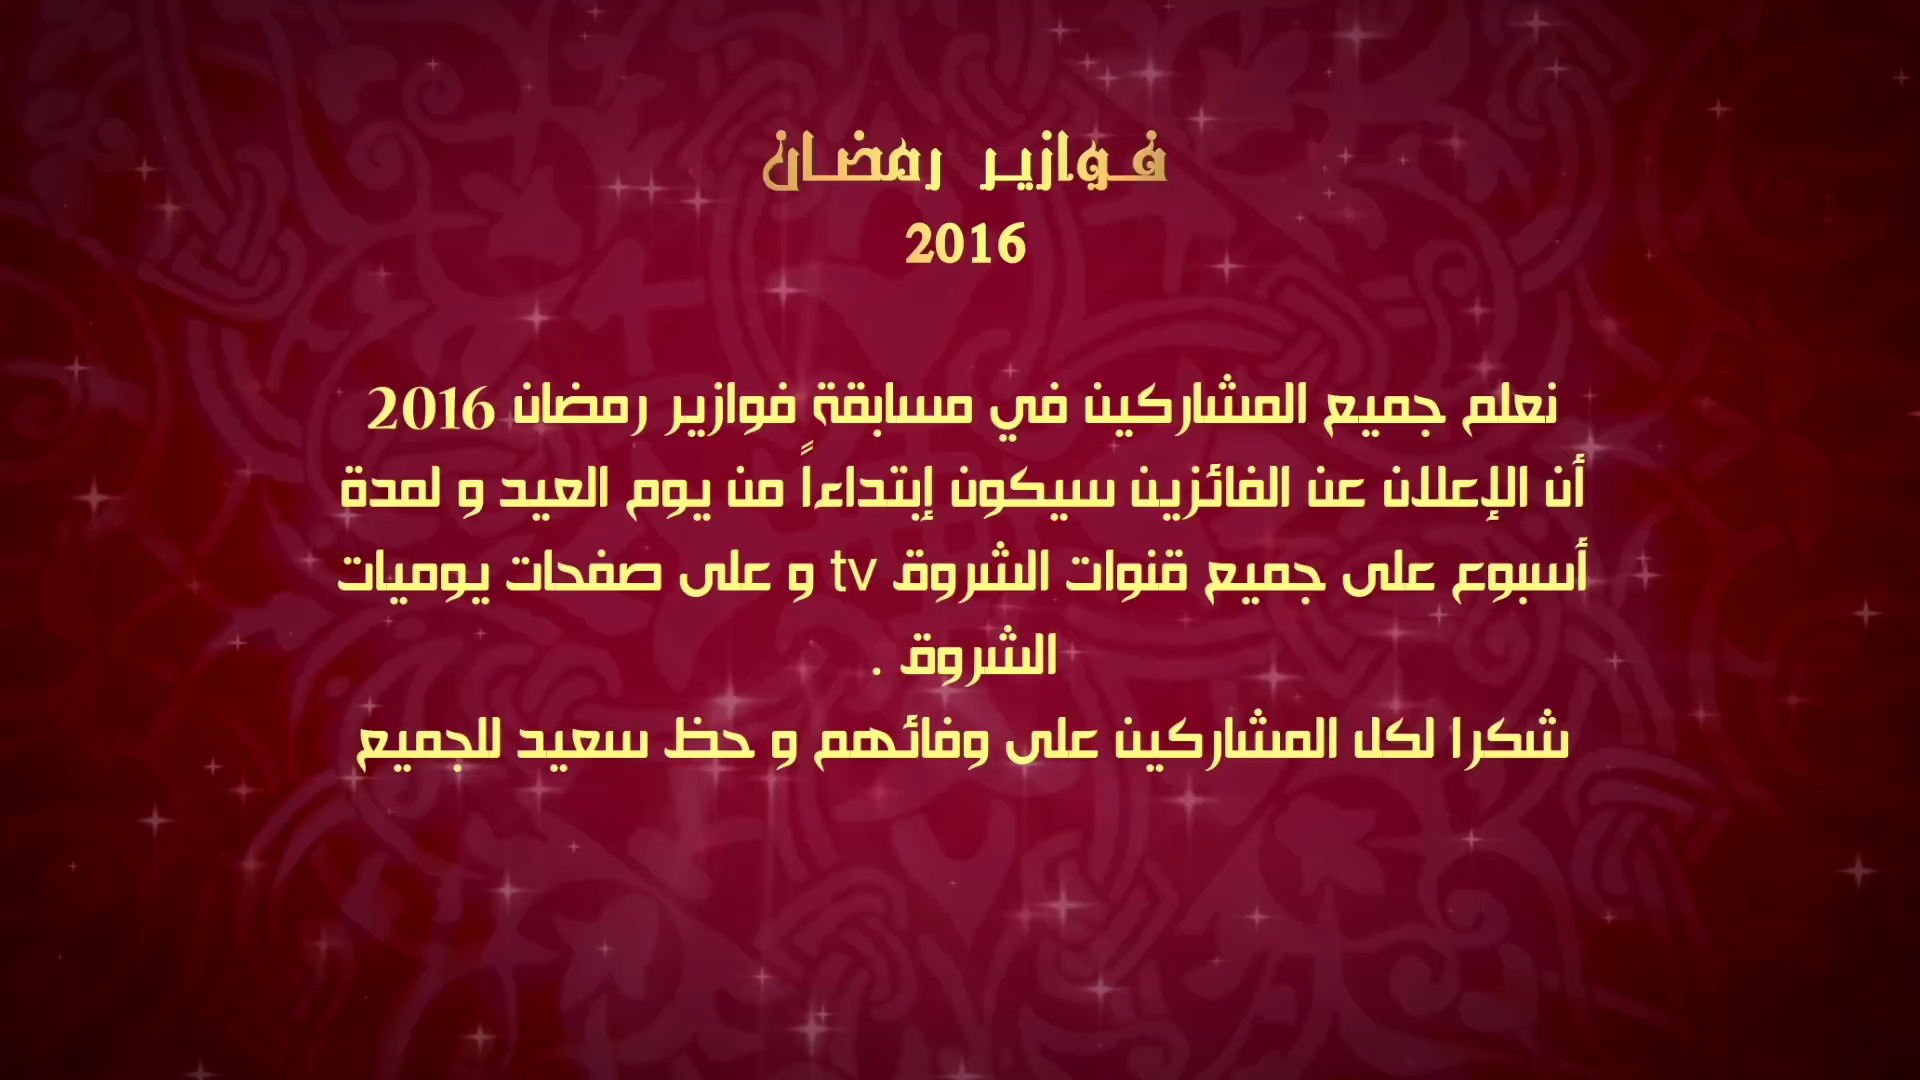 فوازير رمضان
2016
نعلم جميع المشاركين في مسابقة فوازير رمضان 2016
أن الإعلان عن الفائزين سيكون إبتداءاً من يوم العيد و لمدة
أسبوع على جميع قنوات الشروق tv و على صفحات يوميات
الشروق .
شكرا لكل المشاركين على وفائهم و حظ سعيد للجميع